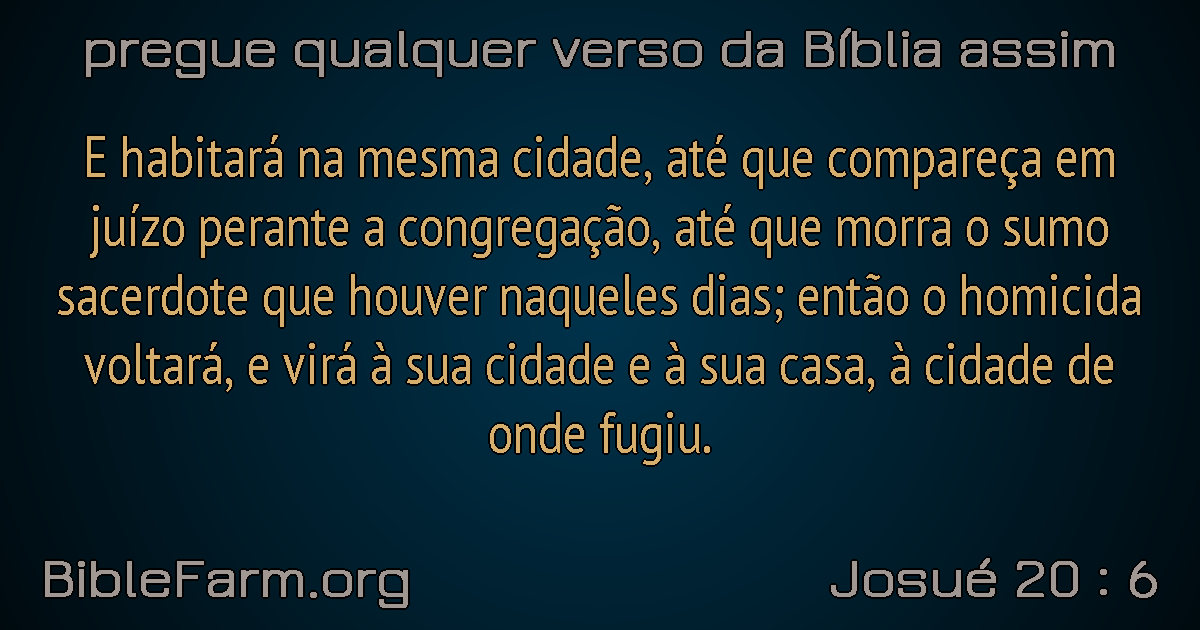 pregue qualquer verso da Bíblia assim
E habitará na mesma cidade, até que compareça em
juízo perante a congregação, até que morra o sumo
sacerdote que houver naqueles dias; então o homicida
voltará, e virá à sua cidade e à sua casa, à cidade de
onde fugiu.
BibleFarm.org
Josué 20 : 6